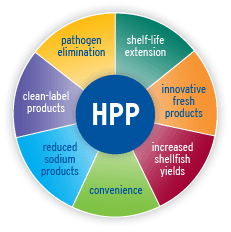 pathogen
elimination
shelf-life
extension
clean-label
products
HPP
innovative
fresh
products
reduced
sodium
products
increased
shellfish
yields
convenience